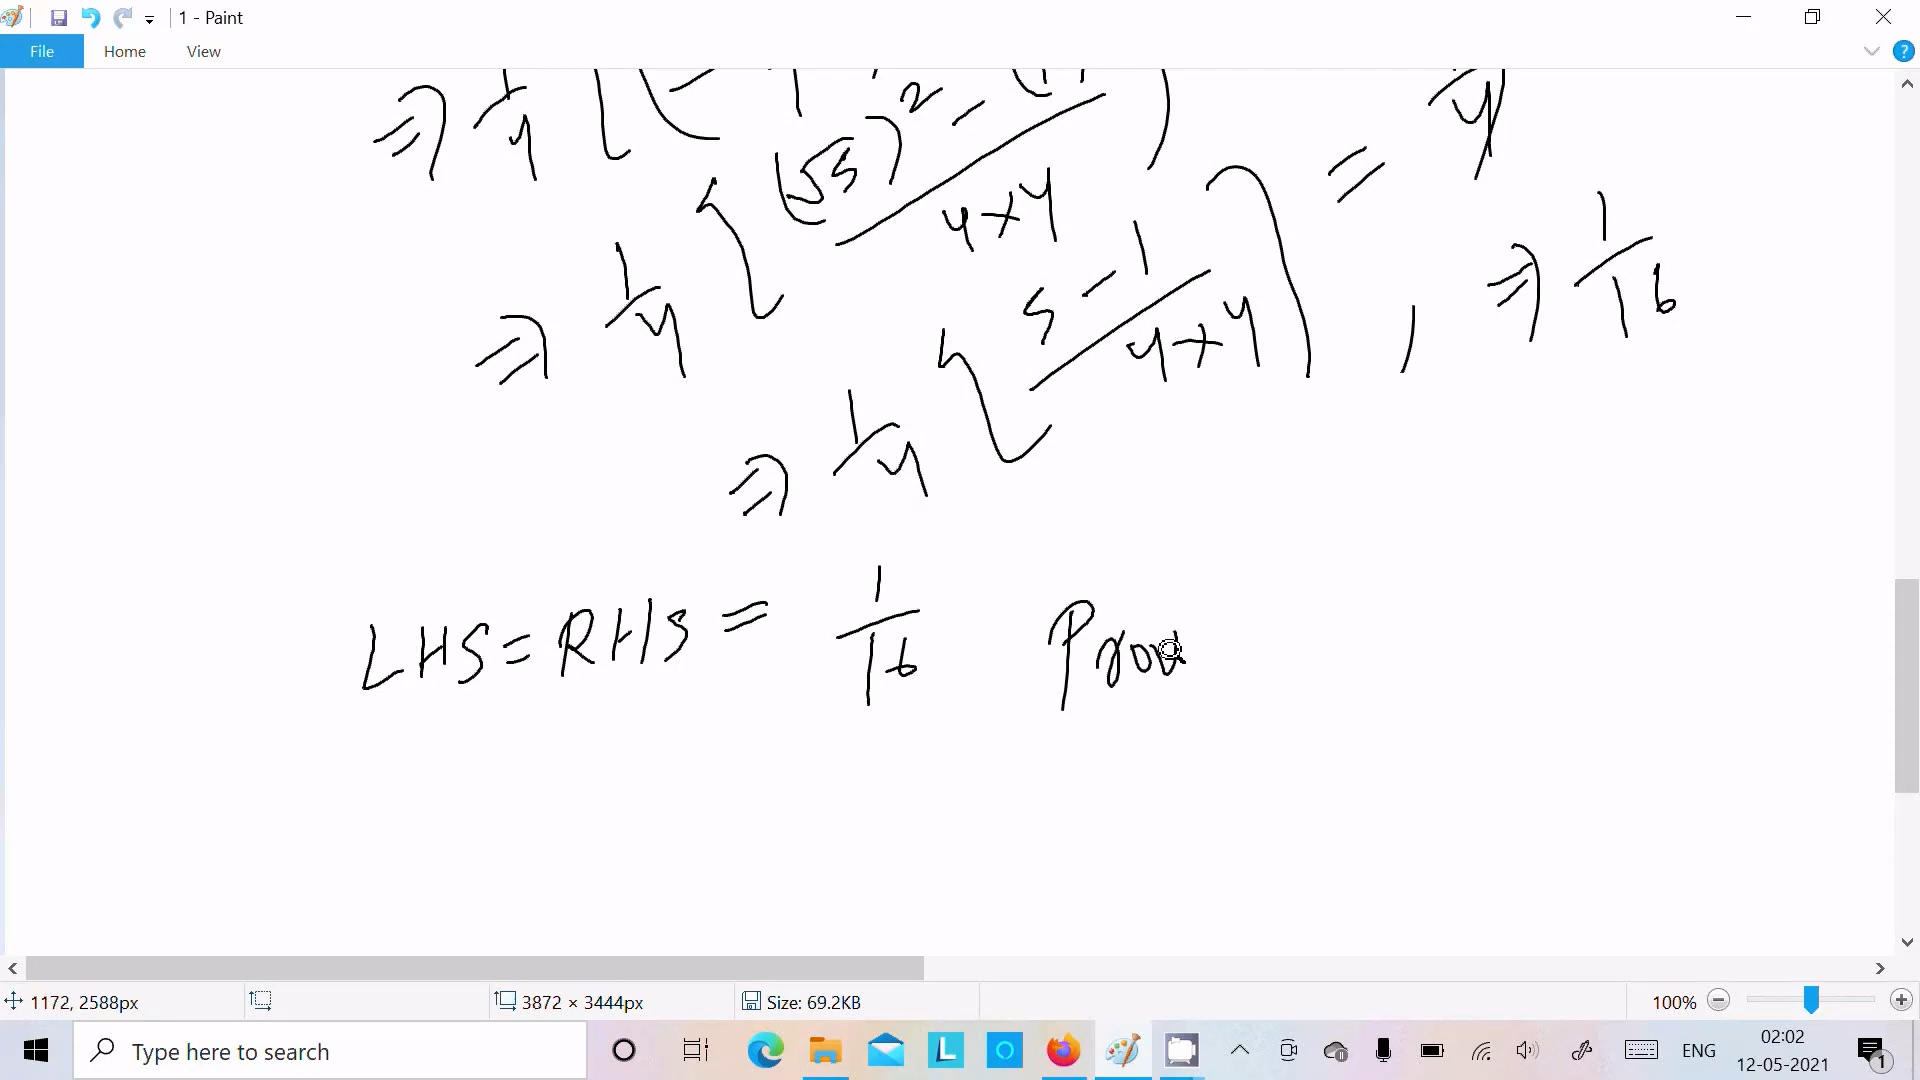 1 - Paint
File Home View
⇒ 1/4
⇒ 1/4 { (√5)² - / 4×4
= 1/4
⇒ 1/4 { 5 - 1 / 4×4 } , ⇒ 1/16
LHS = RHS = 1/16 Prov
1172, 2588px 3872 × 3444px Size: 69.2KB 100%
Type here to search
ENG 02:02
12-05-2021
1